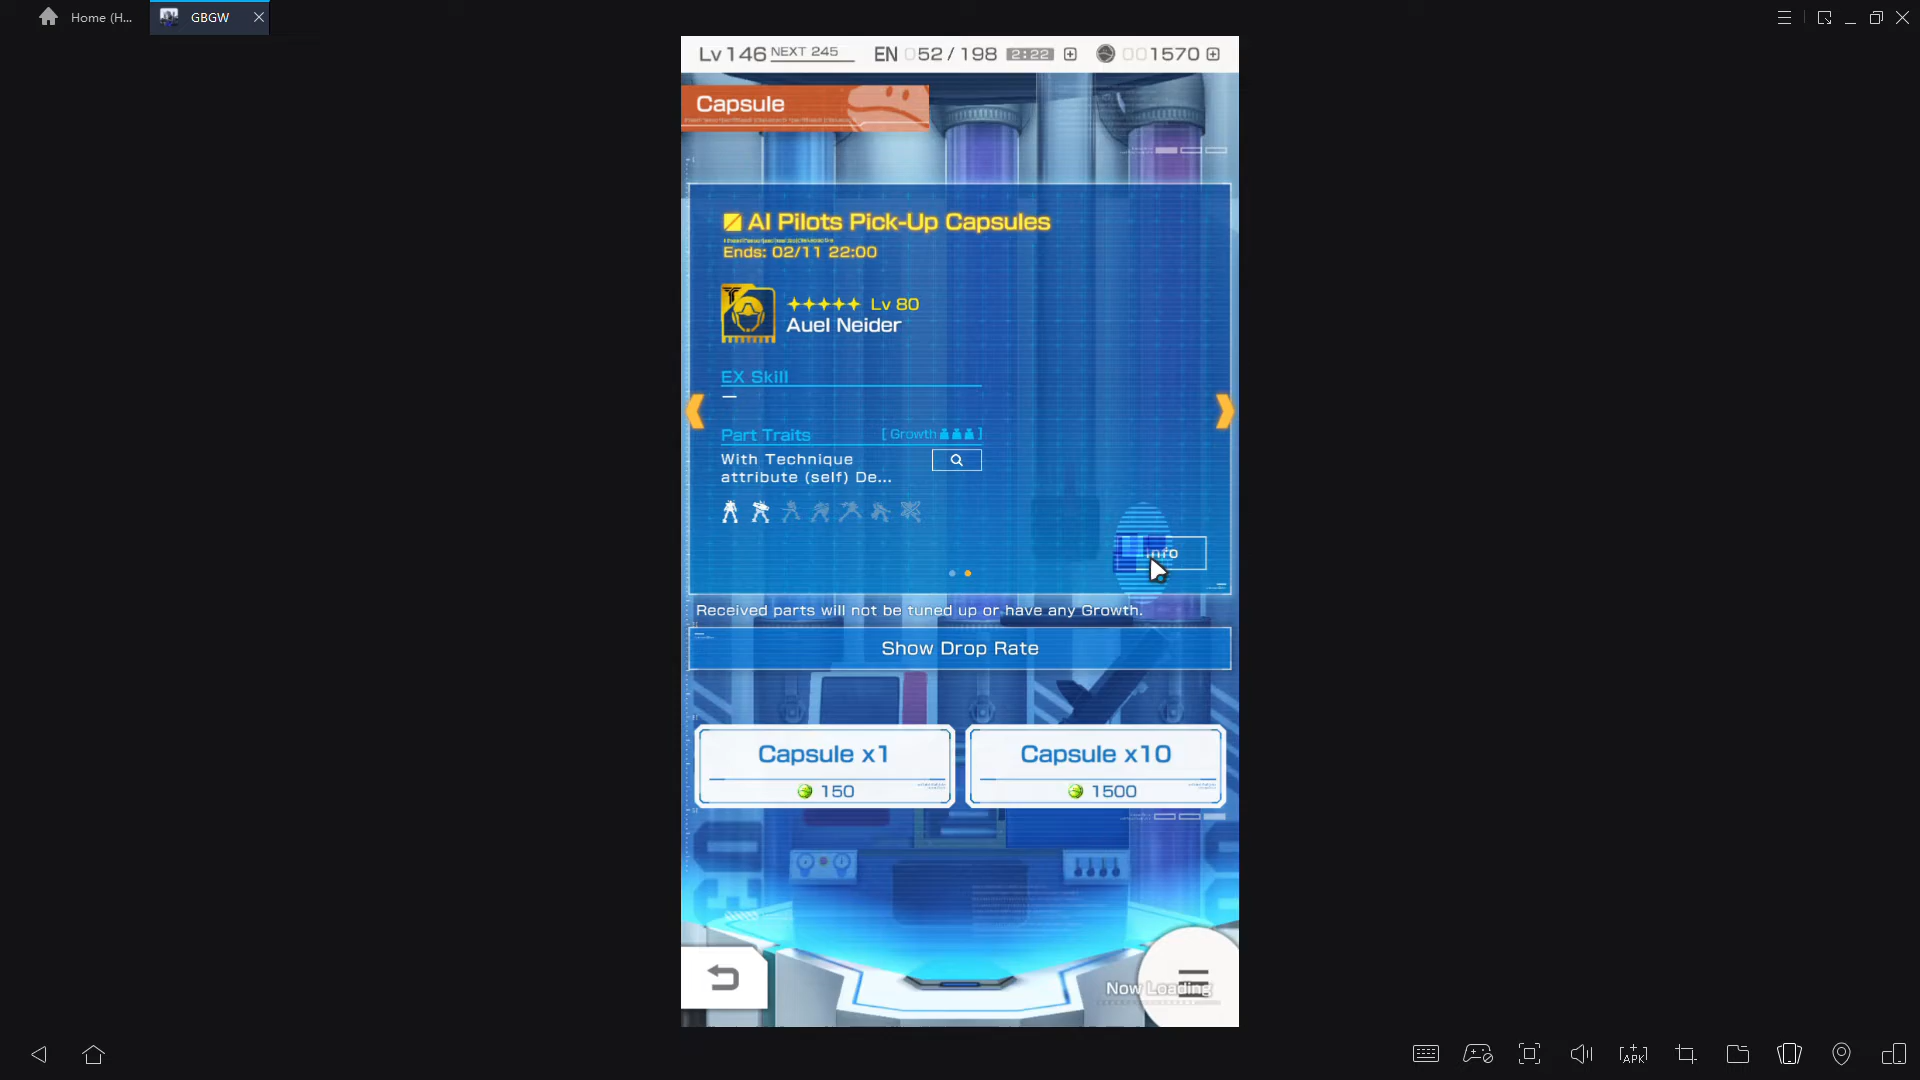 Home (H...
GBGW
Lv 146 NEXT 245 EN 052 / 198 2:22 001570
Capsule
AI Pilots Pick-Up Capsules
Ends: 02/11 22:00
Lv 80
Auel Neider
EX Skill
—
Part Traits [ Growth ]
With Technique
attribute (self) De...
Info
Received parts will not be tuned up or have any Growth.
Show Drop Rate
Capsule x1
150
Capsule x10
1500
Now Loading
APK